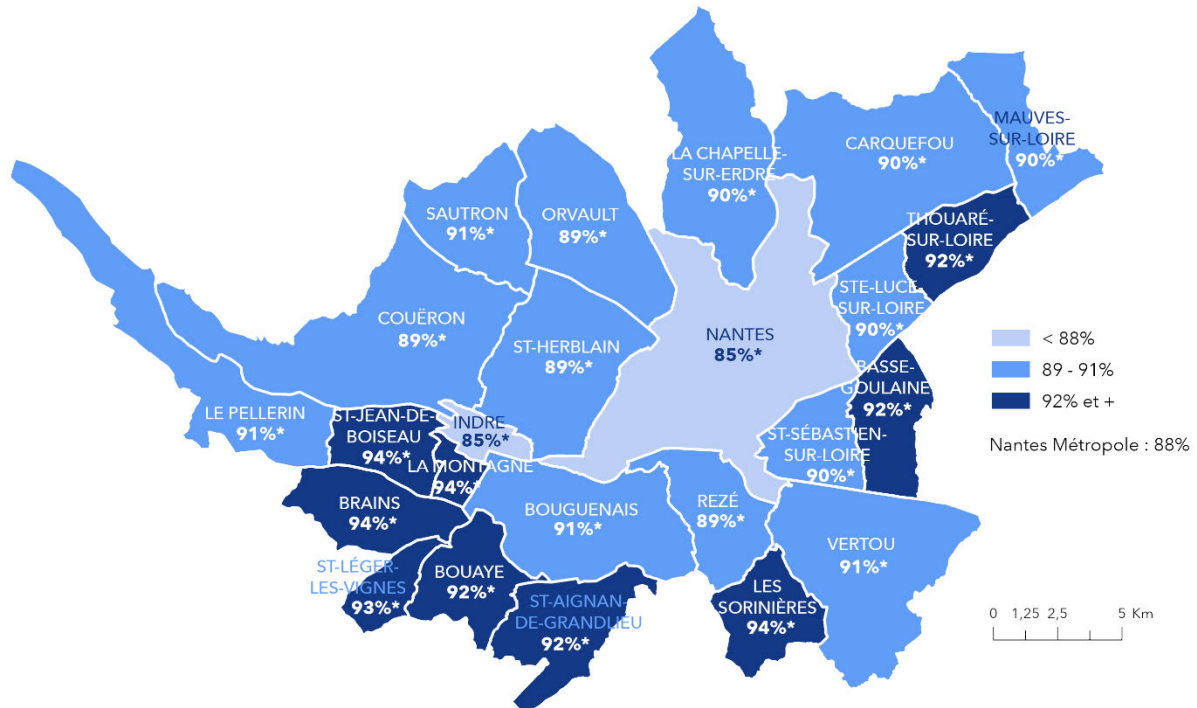 LA CHAPELLE-
SUR-ERDRE
90%*
CARQUEFOU
90%*
MAUVES-
SUR-LOIRE
90%*
SAUTRON
91%*
ORVAULT
89%*
THOUARÉ-
SUR-LOIRE
92%*
STE-LUCE-
SUR-LOIRE
90%*
COUËRON
89%*
ST-HERBLAIN
89%*
NANTES
85%*
BASSE-
GOULAINE
92%*
LE PELLERIN
91%*
ST-JEAN-DE-
BOISEAU
94%*
INDRE
85%*
LA MONTAGNE
94%*
ST-SÉBASTIEN-
SUR-LOIRE
90%*
BRAINS
94%*
BOUGUENAIS
91%*
REZÉ
89%*
VERTOU
91%*
ST-LÉGER-
LES-VIGNES
93%*
BOUAYE
92%*
ST-AIGNAN-
DE-GRANDLIEU
92%*
LES
SORINIÈRES
94%*
< 88%
89 - 91%
92% et +
Nantes Métropole : 88%
0 1,25 2,5 5 Km